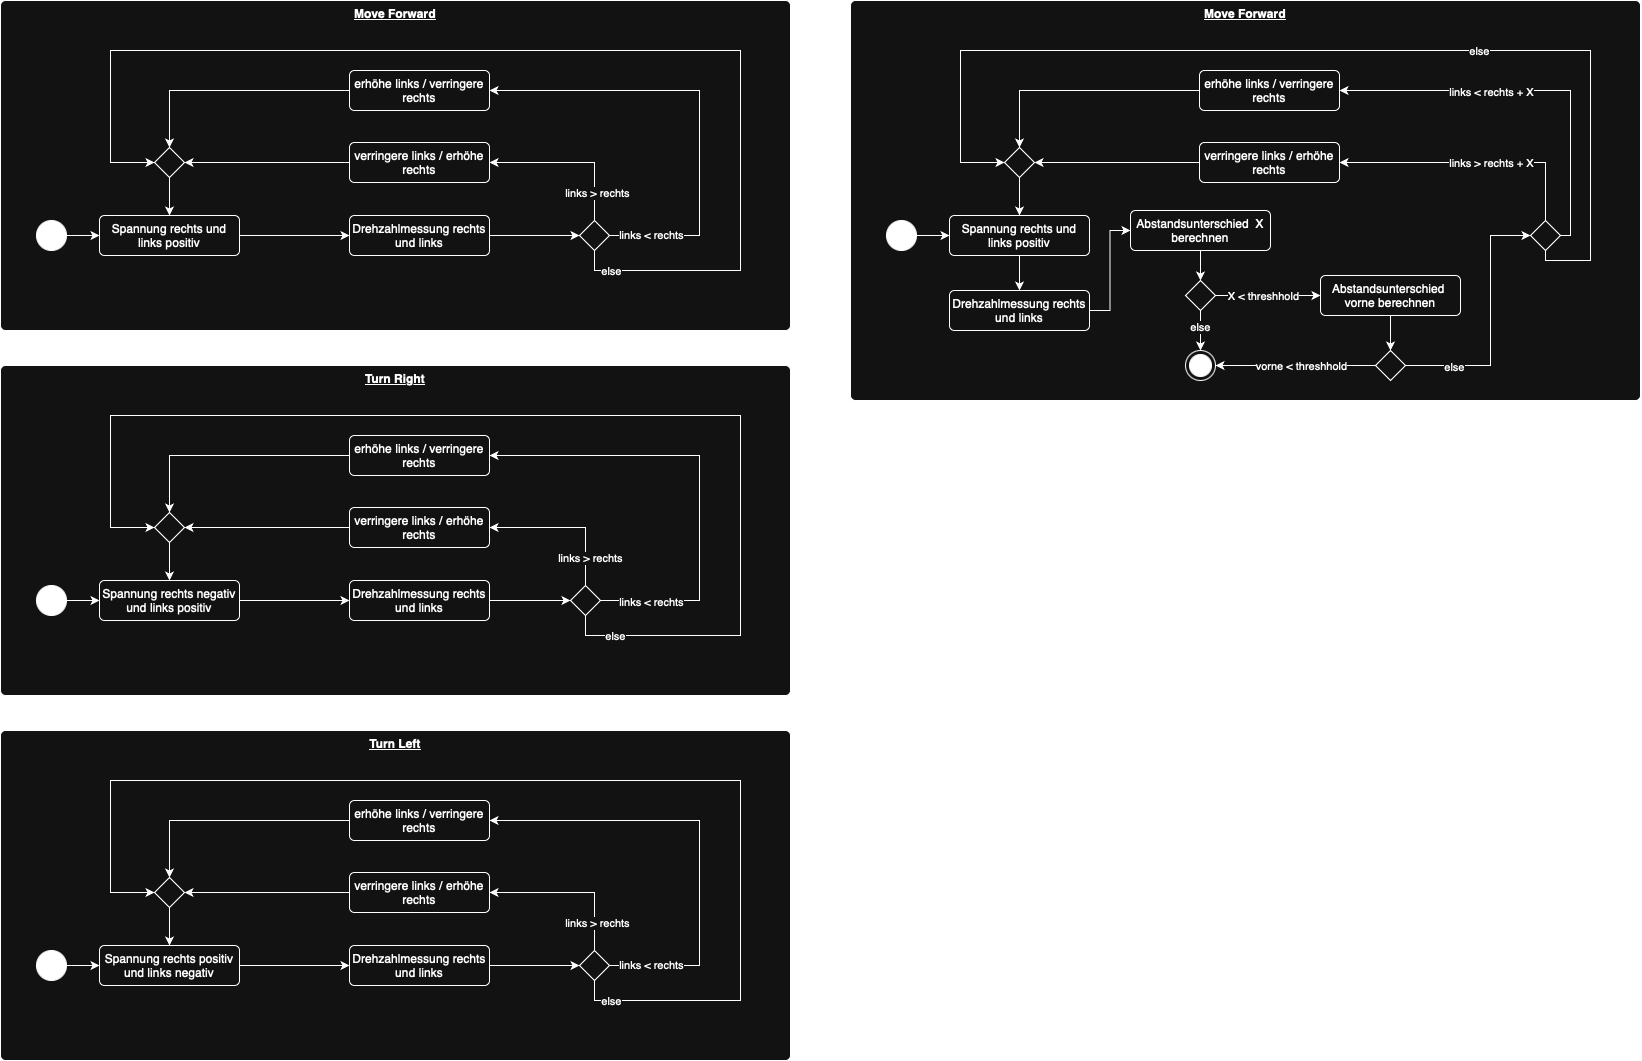 Move Forward
erhöhe links / verringere
rechts
verringere links / erhöhe
rechts
links > rechts
Spannung rechts und
links positiv
Drehzahlmessung rechts
und links
links < rechts
else
Turn Right
erhöhe links / verringere
rechts
verringere links / erhöhe
rechts
links > rechts
Spannung rechts negativ
und links positiv
Drehzahlmessung rechts
und links
links < rechts
else
Turn Left
erhöhe links / verringere
rechts
verringere links / erhöhe
rechts
links > rechts
Spannung rechts positiv
und links negativ
Drehzahlmessung rechts
und links
links < rechts
else
Move Forward
else
erhöhe links / verringere
rechts
links < rechts + X
verringere links / erhöhe
rechts
links > rechts + X
Spannung rechts und
links positiv
Abstandsunterschied X
berechnen
Drehzahlmessung rechts
und links
X < threshhold
Abstandsunterschied
vorne berechnen
else
vorne < threshhold
else